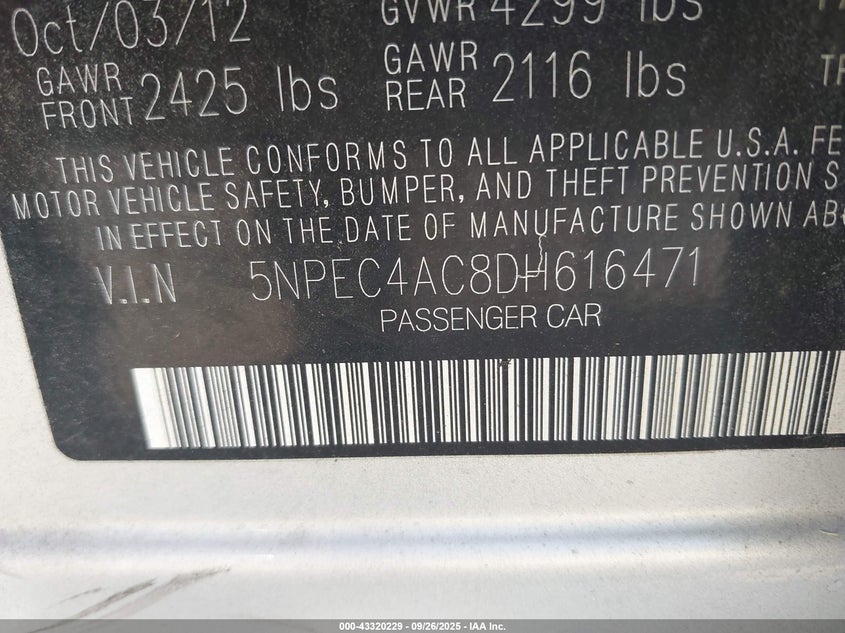 Oct/03/12
GVWR 4299 lbs
GAWR FRONT 2425 lbs
GAWR REAR 2116 lbs
THIS VEHICLE CONFORMS TO ALL APPLICABLE U.S.A. FE
MOTOR VEHICLE SAFETY, BUMPER, AND THEFT PREVENTION S
IN EFFECT ON THE DATE OF MANUFACTURE SHOWN ABO
V.I.N 5NPEC4AC8DH616471
PASSENGER CAR
000-43320229 - 09/26/2025 - IAA Inc.